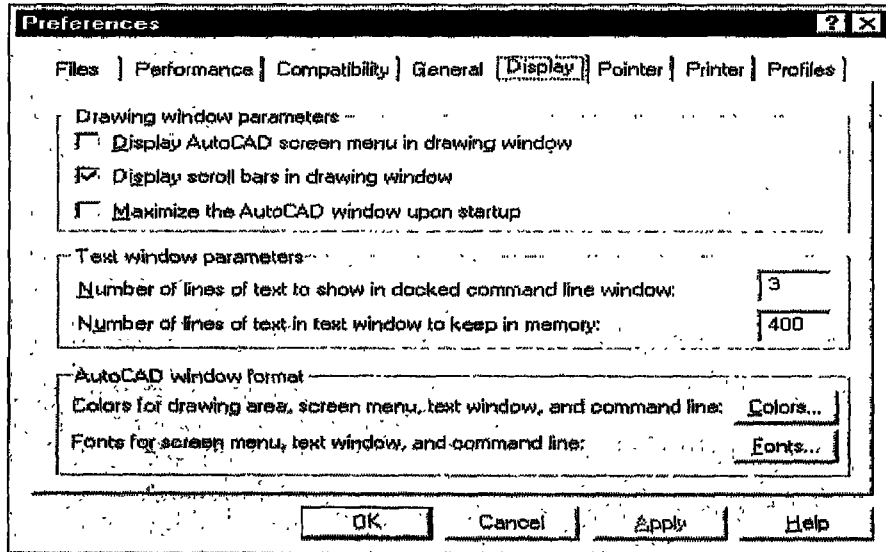 Preferences
Files Performance Compatibility General Display Pointer Printer Profiles
Drawing window parameters
Display AutoCAD screen menu in drawing window
Display scroll bars in drawing window
Maximize the AutoCAD window upon startup
Text window parameters
Number of lines of text to show in docked command line window: 3
Number of lines of text in text window to keep in memory: 400
AutoCAD window format
Colors for drawing area, screen menu, text window, and command line: Colors...
Fonts for screen menu, text window, and command line: Fonts...
OK Cancel Apply Help